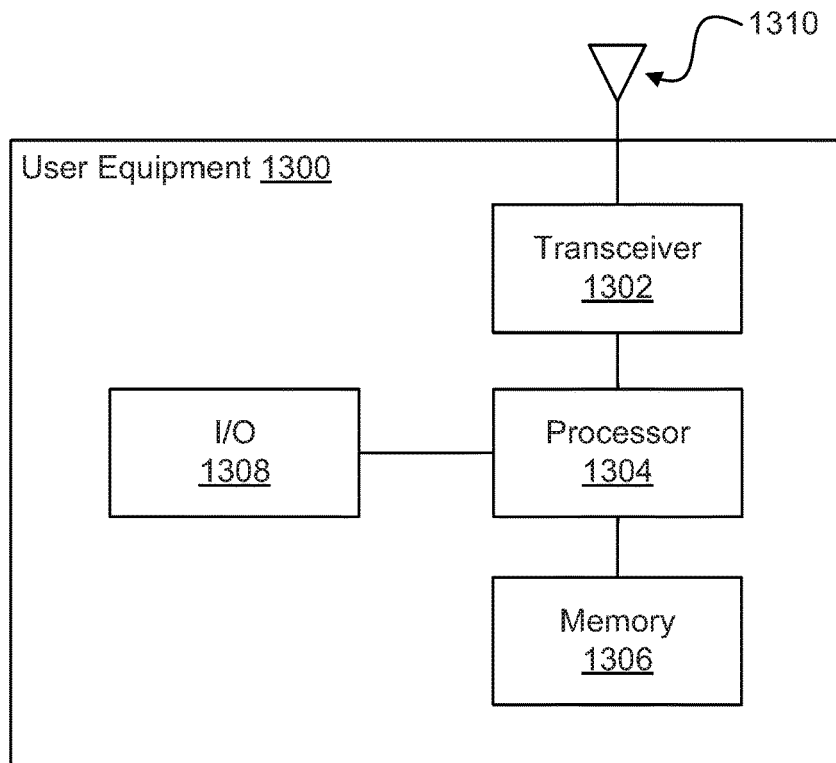 1310
User Equipment 1300
Transceiver
1302
I/O
1308
Processor
1304
Memory
1306